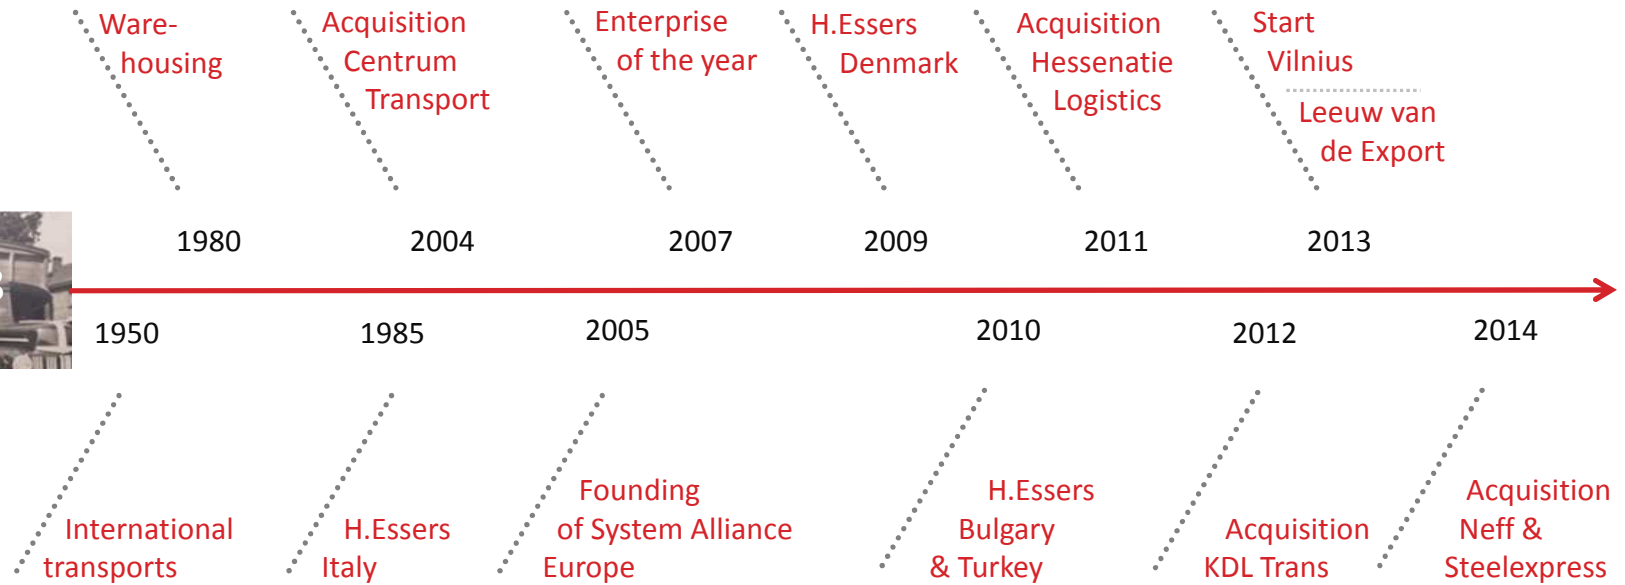 Ware-
housing
Acquisition
Centrum
Transport
Enterprise
of the year
H.Essers
Denmark
Acquisition
Hessenatie
Logistics
Start
Vilnius
Leeuw van
de Export
1980
2004
2007
2009
2011
2013
1950
1985
2005
2010
2012
2014
International
transports
H.Essers
Italy
Founding
of System Alliance
Europe
H.Essers
Bulgary
& Turkey
Acquisition
KDL Trans
Acquisition
Neff &
Steelexpress